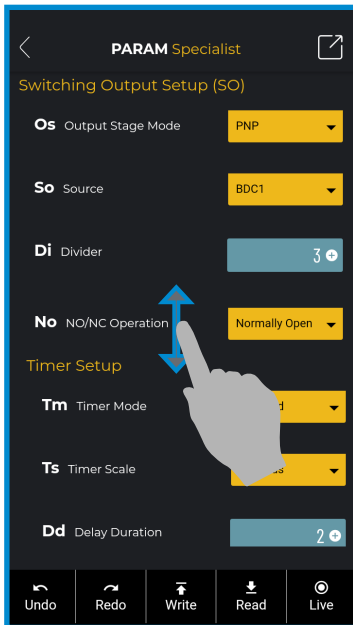 PARAM Specialist
Switching Output Setup (SO)
Os Output Stage Mode PNP
So Source BDC1
Di Divider 3
No NO/NC Operation Normally Open
Timer Setup
Tm Timer Mode
Ts Timer Scale
Dd Delay Duration 2
Undo Redo Write Read Live